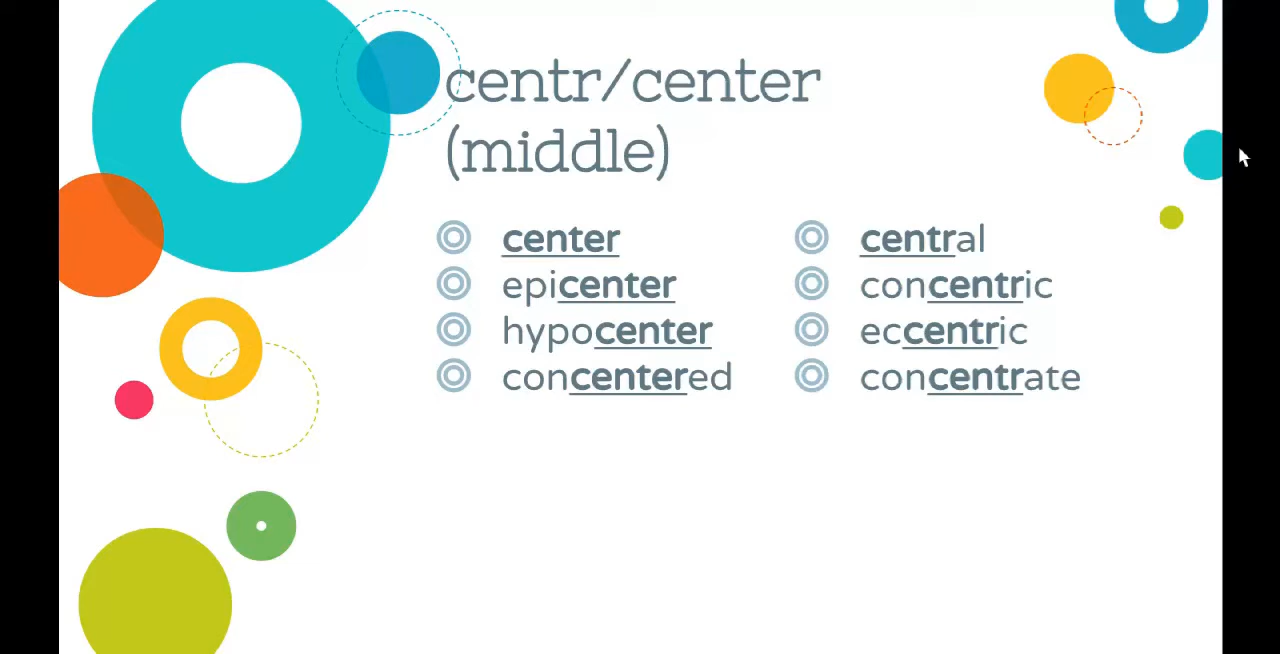 centr/center
(middle)
center
epicenter
hypocenter
concentered
central
concentric
eccentric
concentrate